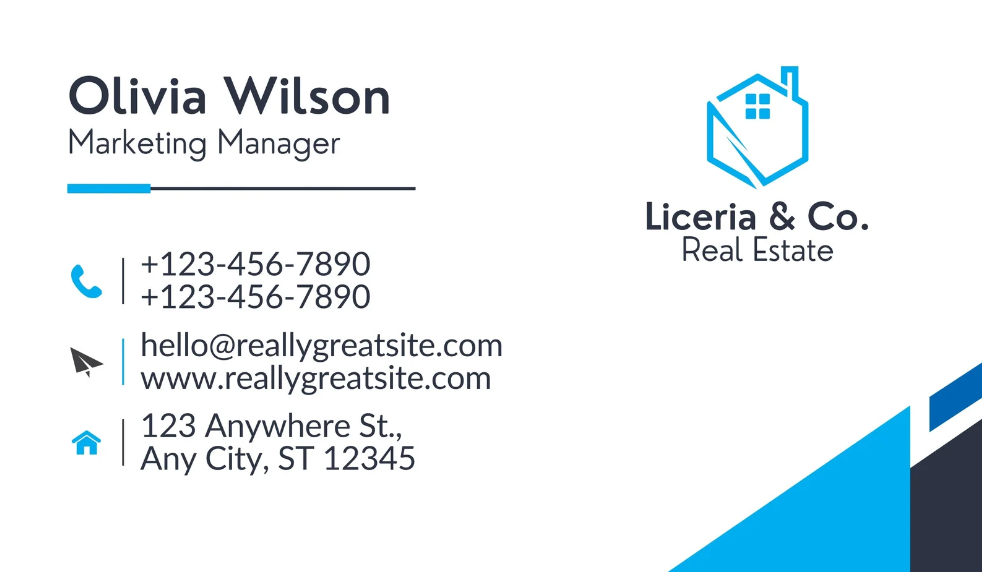 Olivia Wilson
Marketing Manager
+123-456-7890
+123-456-7890
hello@reallygreatsite.com
www.reallygreatsite.com
123 Anywhere St.,
Any City, ST 12345
Liceria & Co.
Real Estate